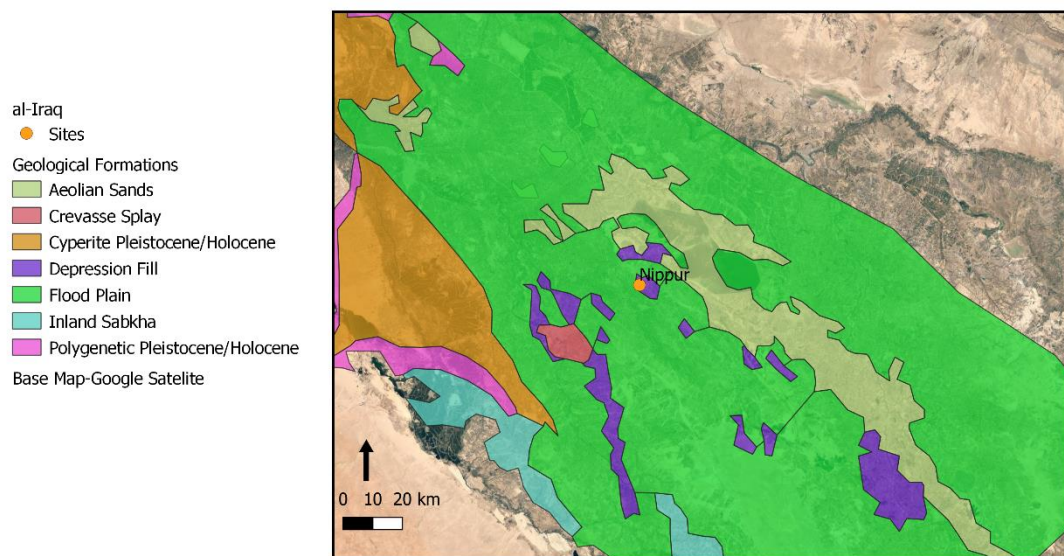 al-Iraq
Sites
Geological Formations
Aeolian Sands
Crevasse Splay
Cyperite Pleistocene/Holocene
Depression Fill
Flood Plain
Inland Sabkha
Polygenetic Pleistocene/Holocene
Base Map-Google Satelite
Nippur
0 10 20 km